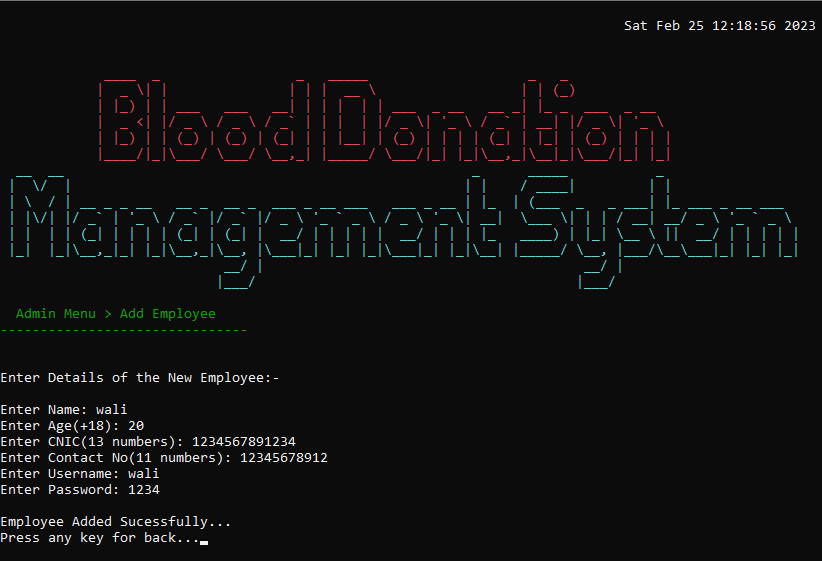 Sat Feb 25 12:18:56 2023
Blood Donation
Management System
Admin Menu > Add Employee
-------------------------------
Enter Details of the New Employee:-
Enter Name: wali
Enter Age(+18): 20
Enter CNIC(13 numbers): 1234567891234
Enter Contact No(11 numbers): 12345678912
Enter Username: wali
Enter Password: 1234
Employee Added Sucessfully...
Press any key for back...